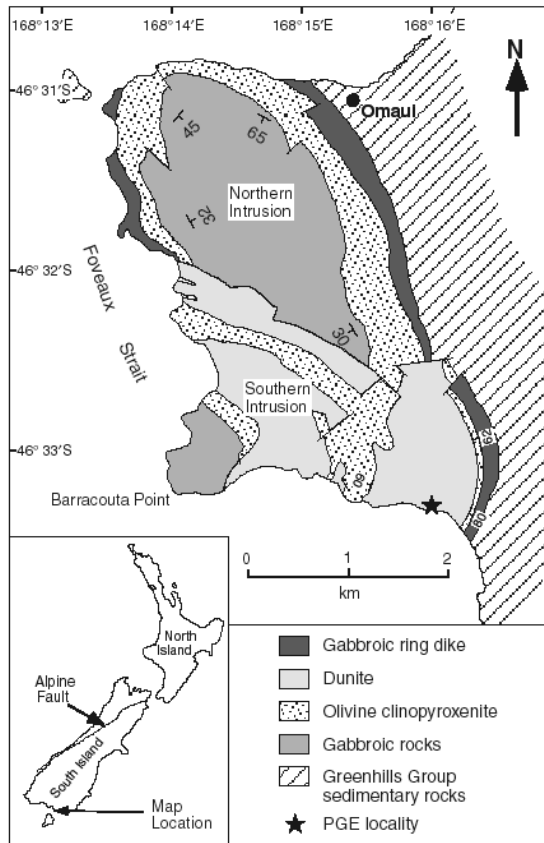 168°13'E 168°14'E 168°15'E 168°16'E
N
46°31'S
Omaui
45
65
Northern
Intrusion
32
46° 32'S
Foveaux
Strait
30
Southern
Intrusion
62
46° 33'S
60
80
Barracouta Point
0 1 2
km
North
Island
Alpine
Fault
South Island
Map
Location
Gabbroic ring dike
Dunite
Olivine clinopyroxenite
Gabbroic rocks
Greenhills Group
sedimentary rocks
PGE locality